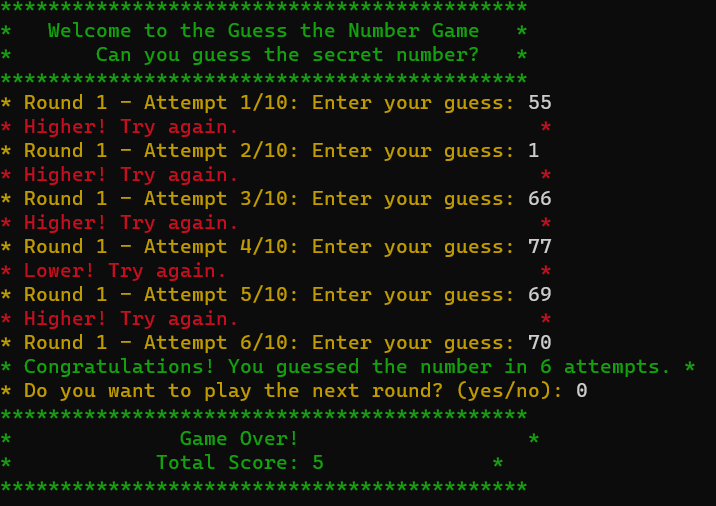 ********************************************
*   Welcome to the Guess the Number Game   *
*       Can you guess the secret number?   *
********************************************
* Round 1 - Attempt 1/10: Enter your guess: 55
* Higher! Try again.                         *
* Round 1 - Attempt 2/10: Enter your guess: 1
* Higher! Try again.                         *
* Round 1 - Attempt 3/10: Enter your guess: 66
* Higher! Try again.                         *
* Round 1 - Attempt 4/10: Enter your guess: 77
* Lower! Try again.                          *
* Round 1 - Attempt 5/10: Enter your guess: 69
* Higher! Try again.                         *
* Round 1 - Attempt 6/10: Enter your guess: 70
* Congratulations! You guessed the number in 6 attempts. *
* Do you want to play the next round? (yes/no): 0
********************************************
*              Game Over!                   *
*            Total Score: 5              *
********************************************